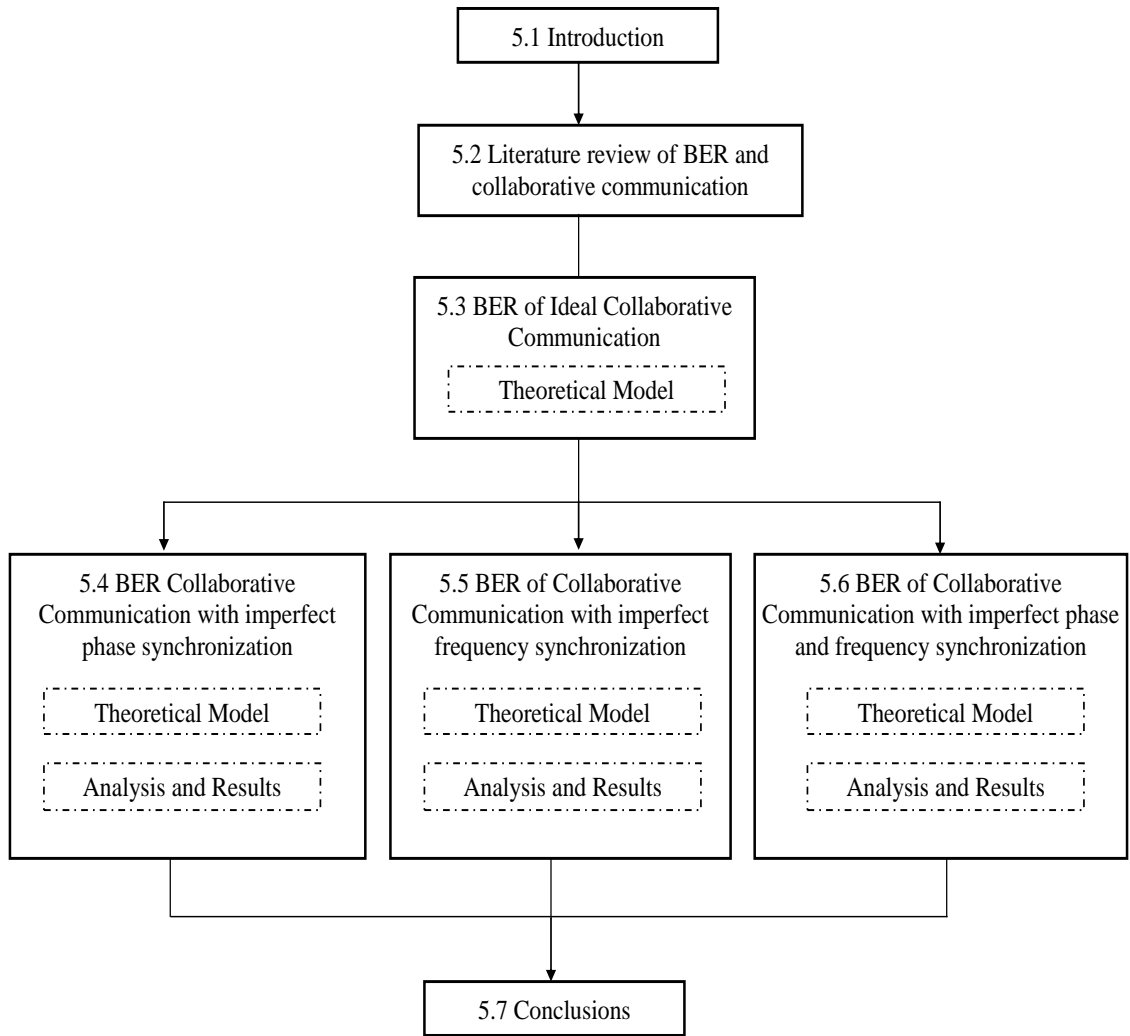 5.1 Introduction
5.2 Literature review of BER and
collaborative communication
5.3 BER of Ideal Collaborative
Communication
Theoretical Model
5.4 BER Collaborative
Communication with imperfect
phase synchronization
Theoretical Model
Analysis and Results
5.5 BER of Collaborative
Communication with imperfect
frequency synchronization
Theoretical Model
Analysis and Results
5.6 BER of Collaborative
Communication with imperfect phase
and frequency synchronization
Theoretical Model
Analysis and Results
5.7 Conclusions